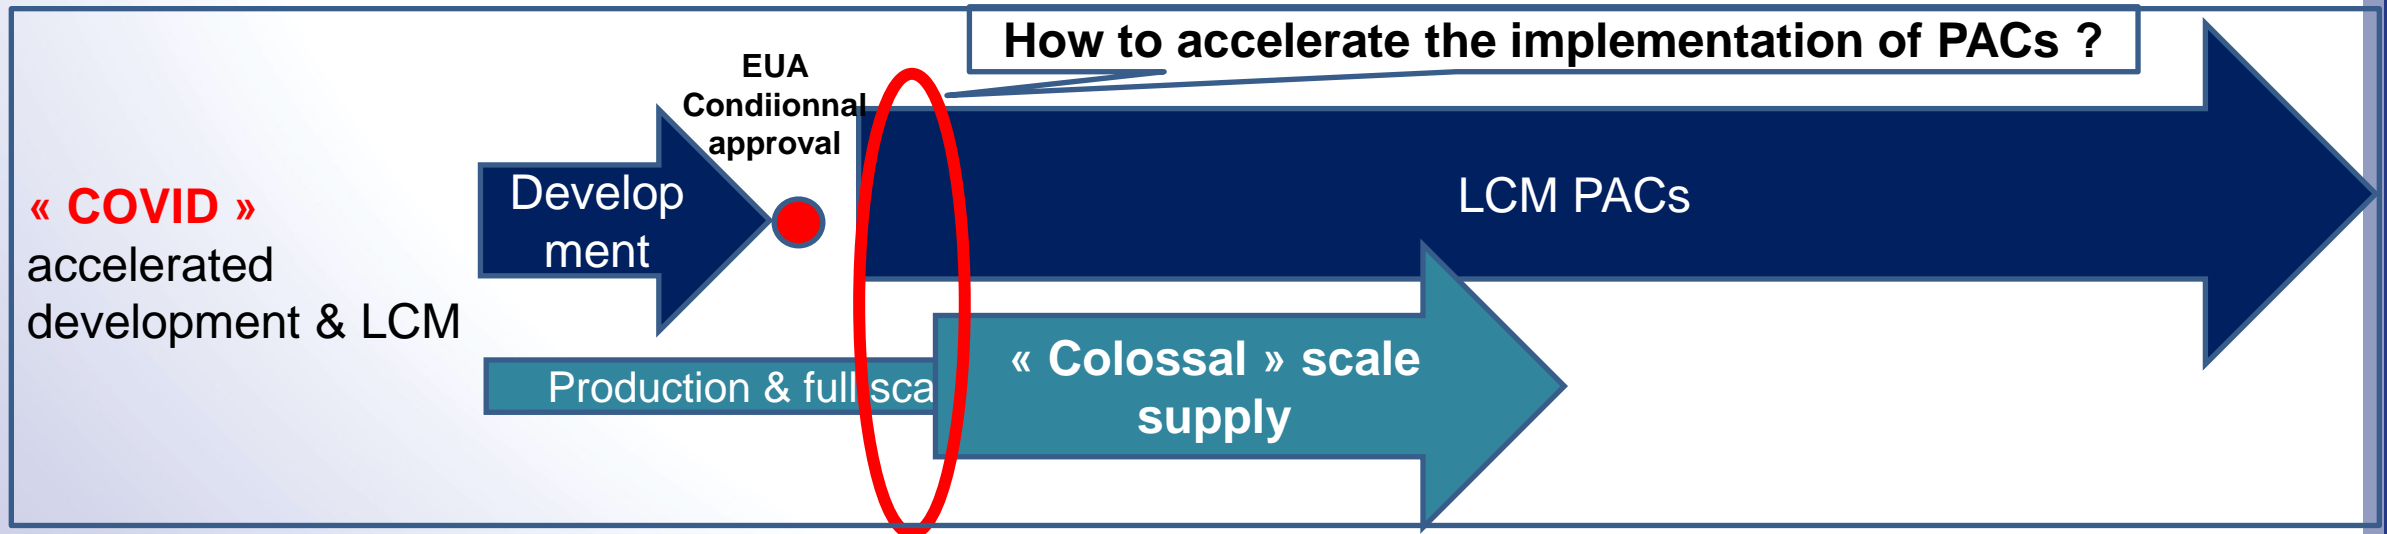 How to accelerate the implementation of PACs ?
EUA
Condiionnal
approval
« COVID »
accelerated
development & LCM
Develop
ment
LCM PACs
Production & full sca
« Colossal » scale
supply